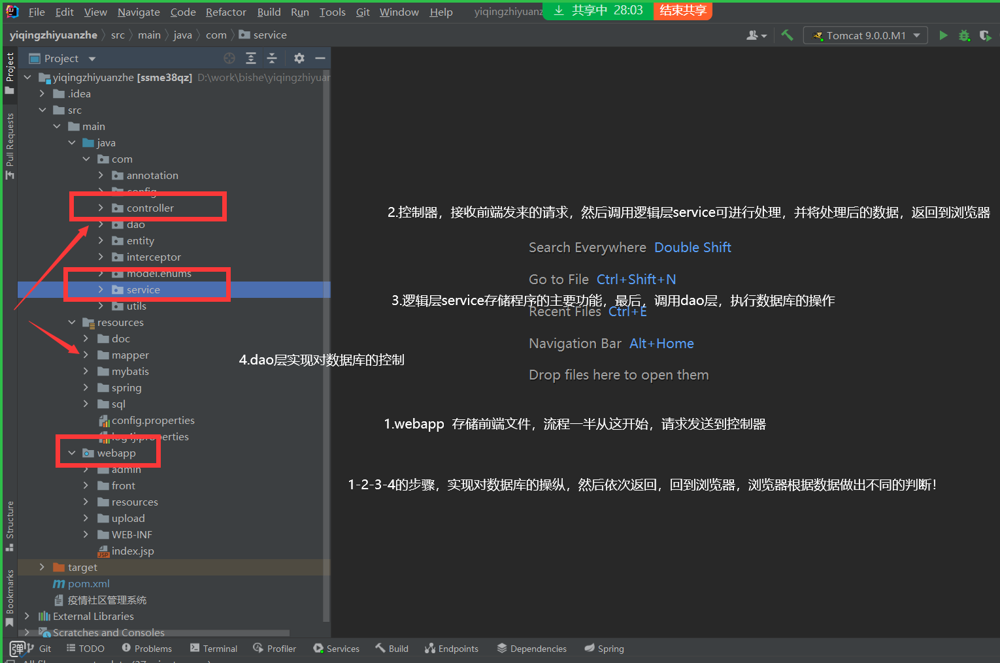 File Edit View Navigate Code Refactor Build Run Tools Git Window Help yiqingzhiyuanz 共享中 28:03 结束共享
yiqingzhiyuanzhe src main java com service
Tomcat 9.0.0.M1
Project
Project
Pull Requests
Structure
Bookmarks
yiqingzhiyuanzhe [ssme38qz] D:\work\bishe\yiqingzhiyuan
.idea
src
main
java
com
annotation
config
controller
dao
entity
interceptor
model.enums
service
utils
resources
doc
mapper
mybatis
spring
sql
config.properties
log4j.properties
webapp
admin
front
resources
upload
WEB-INF
index.jsp
target
pom.xml
疫情社区管理系统
External Libraries
Scratches and Consoles
2.控制器，接收前端发来的请求，然后调用逻辑层service可进行处理，并将处理后的数据，返回到浏览器
Search Everywhere Double Shift
Go to File Ctrl+Shift+N
3.逻辑层service存储程序的主要功能，最后，调用dao层，执行数据库的操作
Recent Files Ctrl+E
Navigation Bar Alt+Home
4.dao层实现对数据库的控制
Drop files here to open them
1.webapp 存储前端文件，流程一半从这开始，请求发送到控制器
1-2-3-4的步骤，实现对数据库的操纵，然后依次返回，回到浏览器，浏览器根据数据做出不同的判断！
弹 Git TODO Problems Terminal Profiler Services Build Endpoints Dependencies Spring